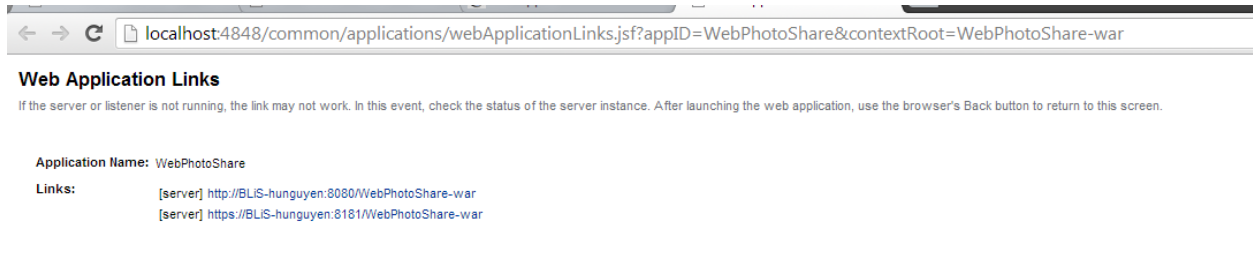 localhost:4848/common/applications/webApplicationLinks.jsf?appID=WebPhotoShare&contextRoot=WebPhotoShare-war
Web Application Links
If the server or listener is not running, the link may not work. In this event, check the status of the server instance. After launching the web application, use the browser's Back button to return to this screen.
Application Name: WebPhotoShare
Links: [server] http://BLiS-hunguyen:8080/WebPhotoShare-war
[server] https://BLiS-hunguyen:8181/WebPhotoShare-war